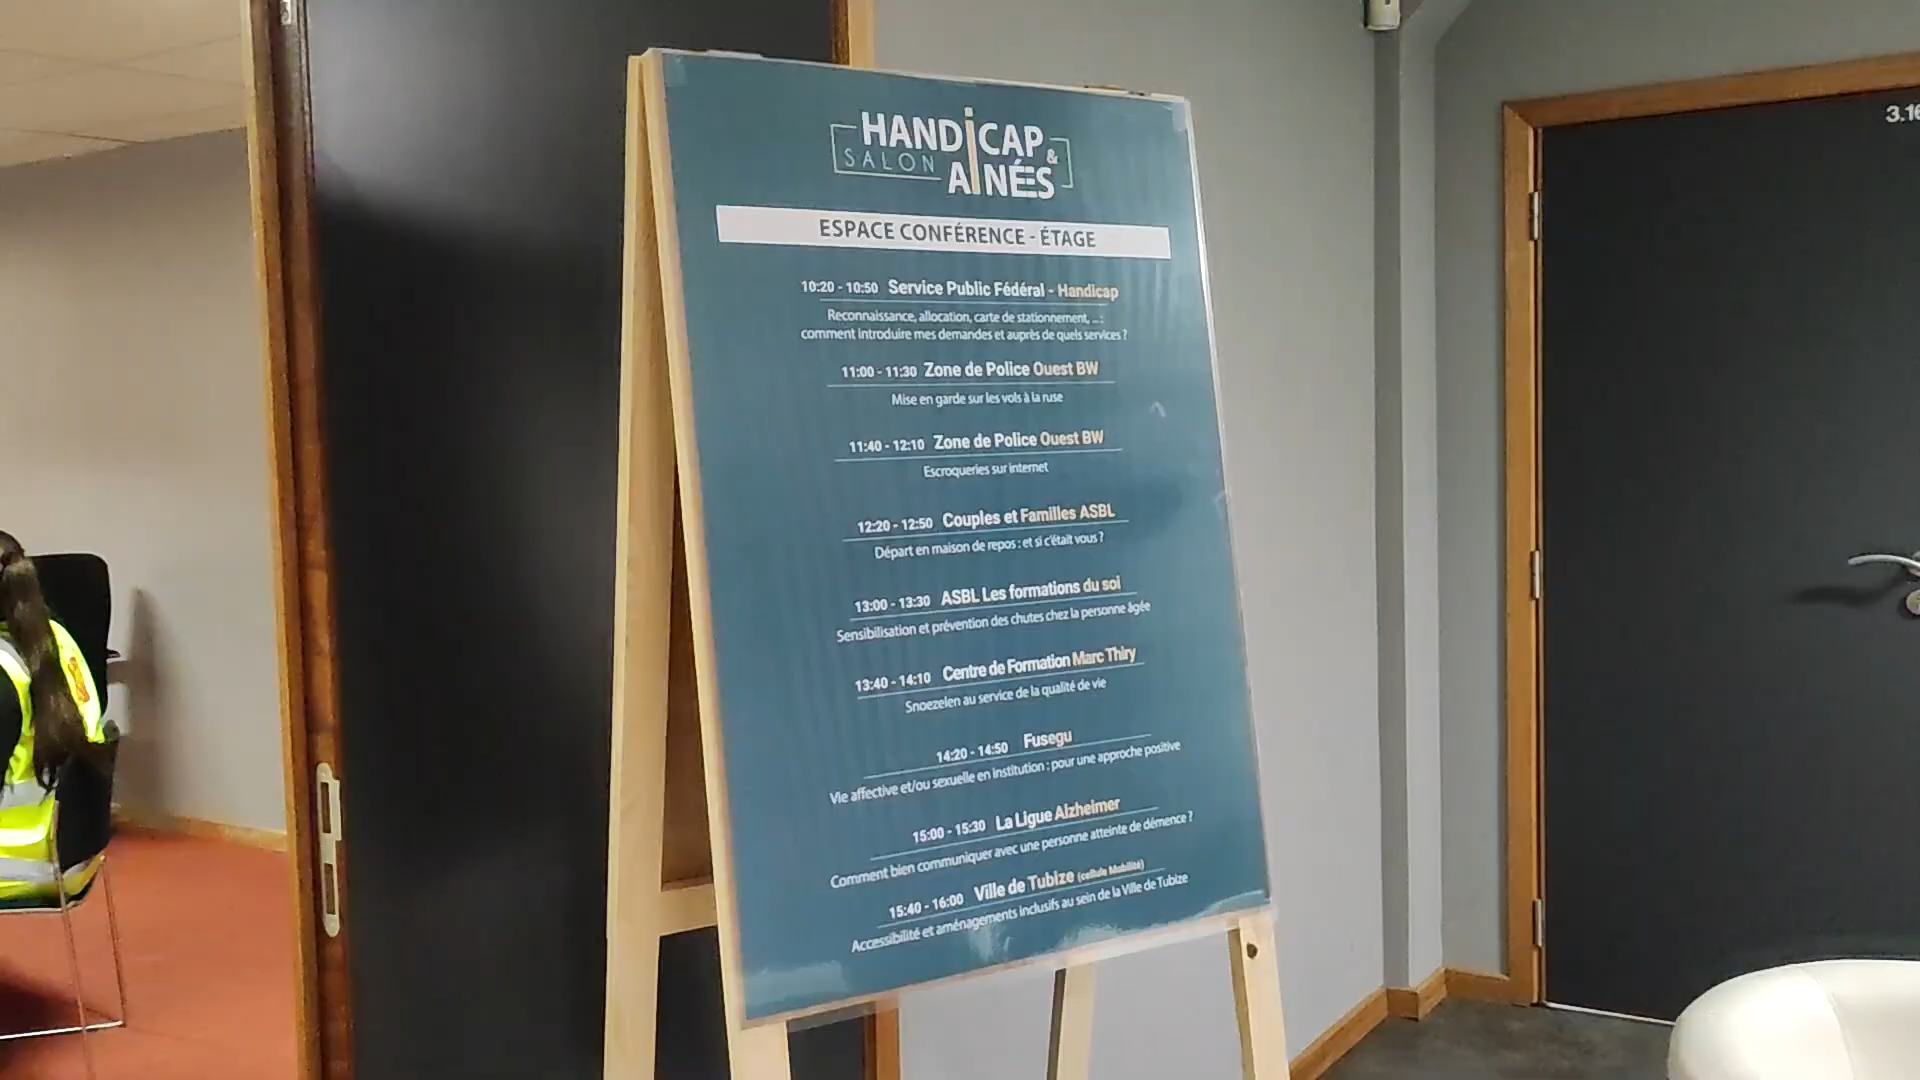 HANDiCAP
SALON
&
AiNÉS
ESPACE CONFÉRENCE - ÉTAGE
10:20 - 10:50 Service Public Fédéral - Handicap
Reconnaissance, allocation, carte de stationnement, ... :
comment introduire mes demandes et auprès de quels services ?
11:00 - 11:30 Zone de Police Ouest BW
Mise en garde sur les vols à la ruse
11:40 - 12:10 Zone de Police Ouest BW
Escroqueries sur internet
12:20 - 12:50 Couples et Familles ASBL
Départ en maison de repos : et si c'était vous ?
13:00 - 13:30 ASBL Les formations du soi
Sensibilisation et prévention des chutes chez la personne âgée
13:40 - 14:10 Centre de Formation Marc Thiry
Snoezelen au service de la qualité de vie
14:20 - 14:50 Fusegu
Vie affective et/ou sexuelle en institution : pour une approche positive
15:00 - 15:30 La Ligue Alzheimer
Comment bien communiquer avec une personne atteinte de démence ?
15:40 - 16:00 Ville de Tubize (cellule Mobilité)
Accessibilité et aménagements inclusifs au sein de la Ville de Tubize
3.16